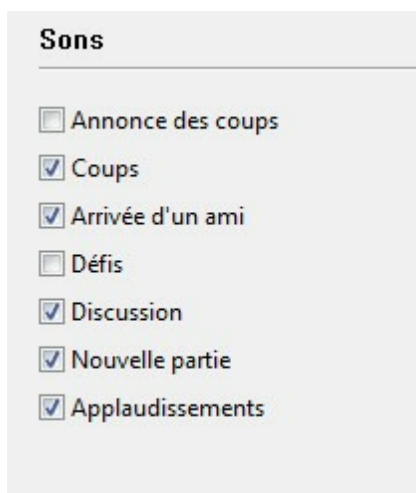 Sons
Annonce des coups
Coups
Arrivée d'un ami
Défis
Discussion
Nouvelle partie
Applaudissements